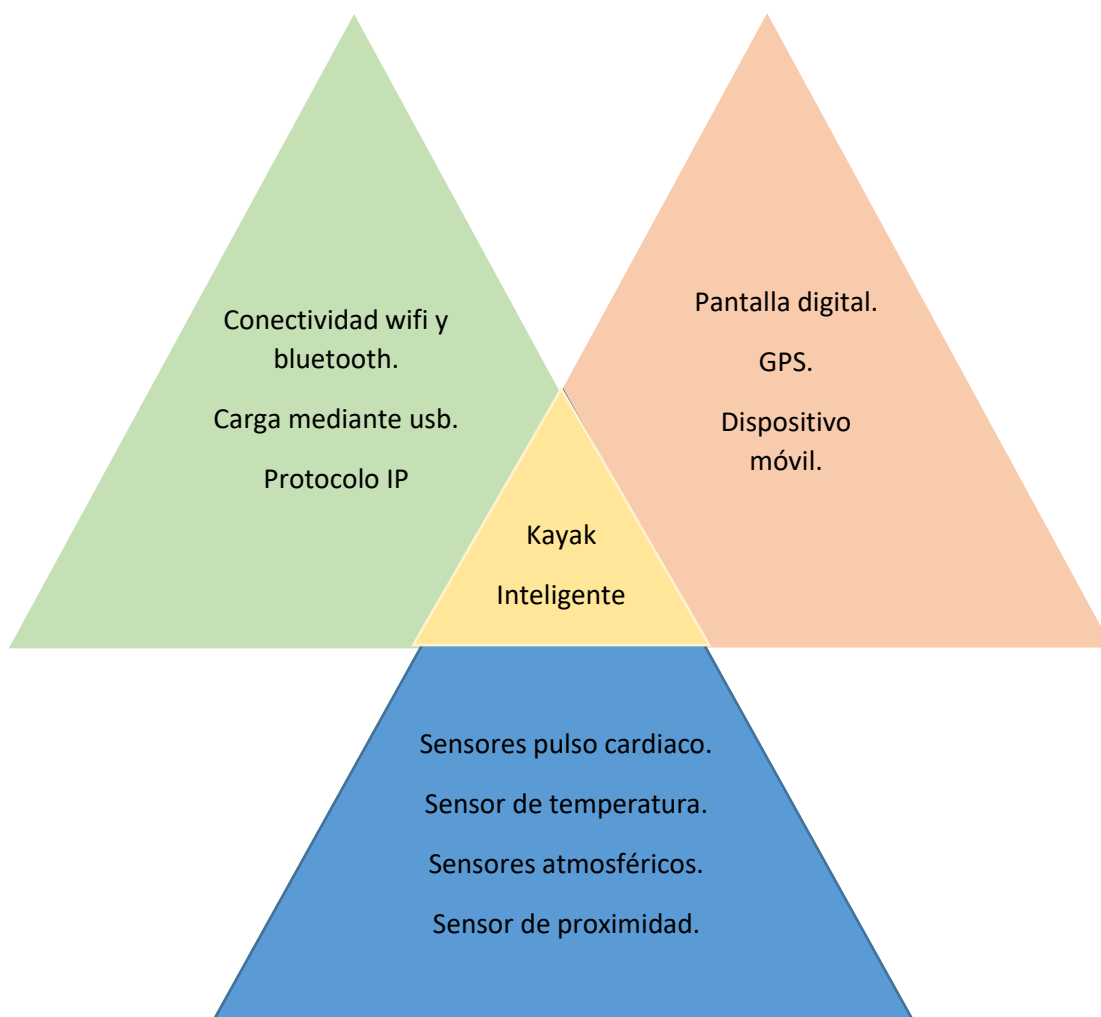 Conectividad wifi y
bluetooth.
Carga mediante usb.
Protocolo IP
Pantalla digital.
GPS.
Dispositivo
móvil.
Kayak
Inteligente
Sensores pulso cardiaco.
Sensor de temperatura.
Sensores atmosféricos.
Sensor de proximidad.